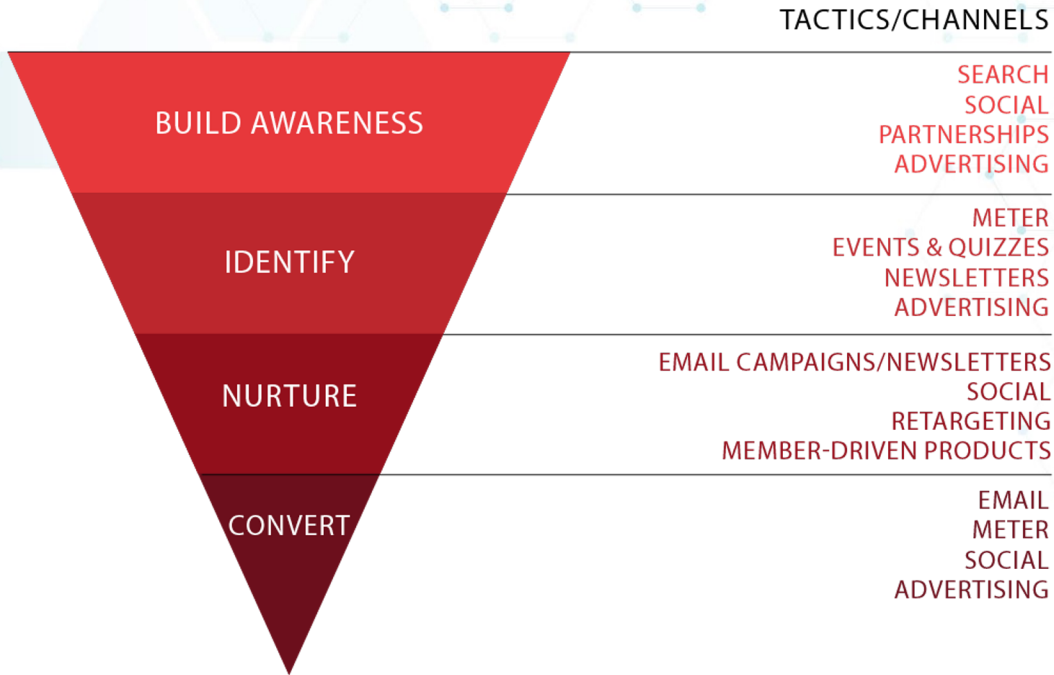 TACTICS/CHANNELS
BUILD AWARENESS
SEARCH
SOCIAL
PARTNERSHIPS
ADVERTISING
IDENTIFY
METER
EVENTS & QUIZZES
NEWSLETTERS
ADVERTISING
NURTURE
EMAIL CAMPAIGNS/NEWSLETTERS
SOCIAL
RETARGETING
MEMBER-DRIVEN PRODUCTS
CONVERT
EMAIL
METER
SOCIAL
ADVERTISING